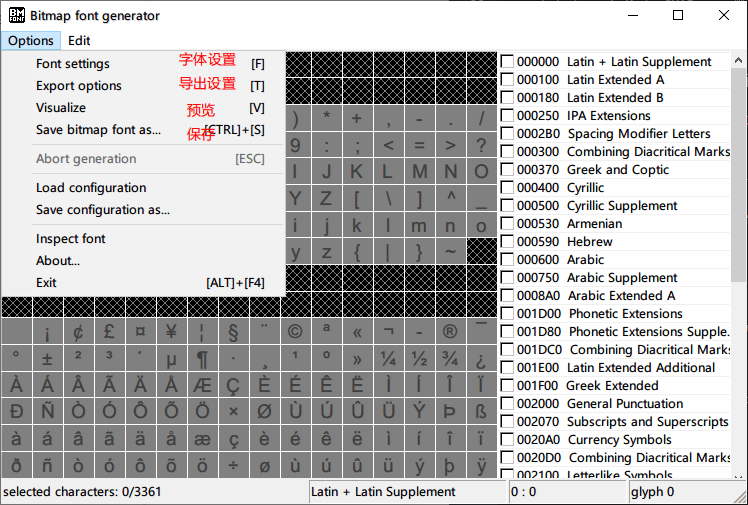 BM FONT Bitmap font generator
Options Edit
Font settings 字体设置 [F]
Export options 导出设置 [T]
Visualize 预览 [V]
Save bitmap font as... 保存 [CTRL]+[S]
Abort generation [ESC]
Load configuration
Save configuration as...
Inspect font
About...
Exit [ALT]+[F4]
) * + , - . /
9 : ; < = > ?
I J K L M N O
Y Z [ \ ] ^ _
i j k l m n o
y z { | } ~
¡ ¢ £ ¤ ¥ ¦ § ¨ © ª « ¬ - ® ¯
° ± ² ³ ´ µ ¶ · ¸ ¹ º » ¼ ½ ¾ ¿
À Á Â Ã Ä Å Æ Ç È É Ê Ë Ì Í Î Ï
Ð Ñ Ò Ó Ô Õ Ö × Ø Ù Ú Û Ü Ý Þ ß
à á â ã ä å æ ç è é ê ë ì í î ï
ð ñ ò ó ô õ ö ÷ ø ù ú û ü ý þ ÿ
000000 Latin + Latin Supplement
000100 Latin Extended A
000180 Latin Extended B
000250 IPA Extensions
0002B0 Spacing Modifier Letters
000300 Combining Diacritical Marks
000370 Greek and Coptic
000400 Cyrillic
000500 Cyrillic Supplement
000530 Armenian
000590 Hebrew
000600 Arabic
000750 Arabic Supplement
0008A0 Arabic Extended A
001D00 Phonetic Extensions
001D80 Phonetic Extensions Supple.
001DC0 Combining Diacritical Marks
001E00 Latin Extended Additional
001F00 Greek Extended
002000 General Punctuation
002070 Subscripts and Superscripts
0020A0 Currency Symbols
0020D0 Combining Diacritical Marks
002100 Letterlike Symbols
selected characters: 0/3361 Latin + Latin Supplement 0 : 0 glyph 0